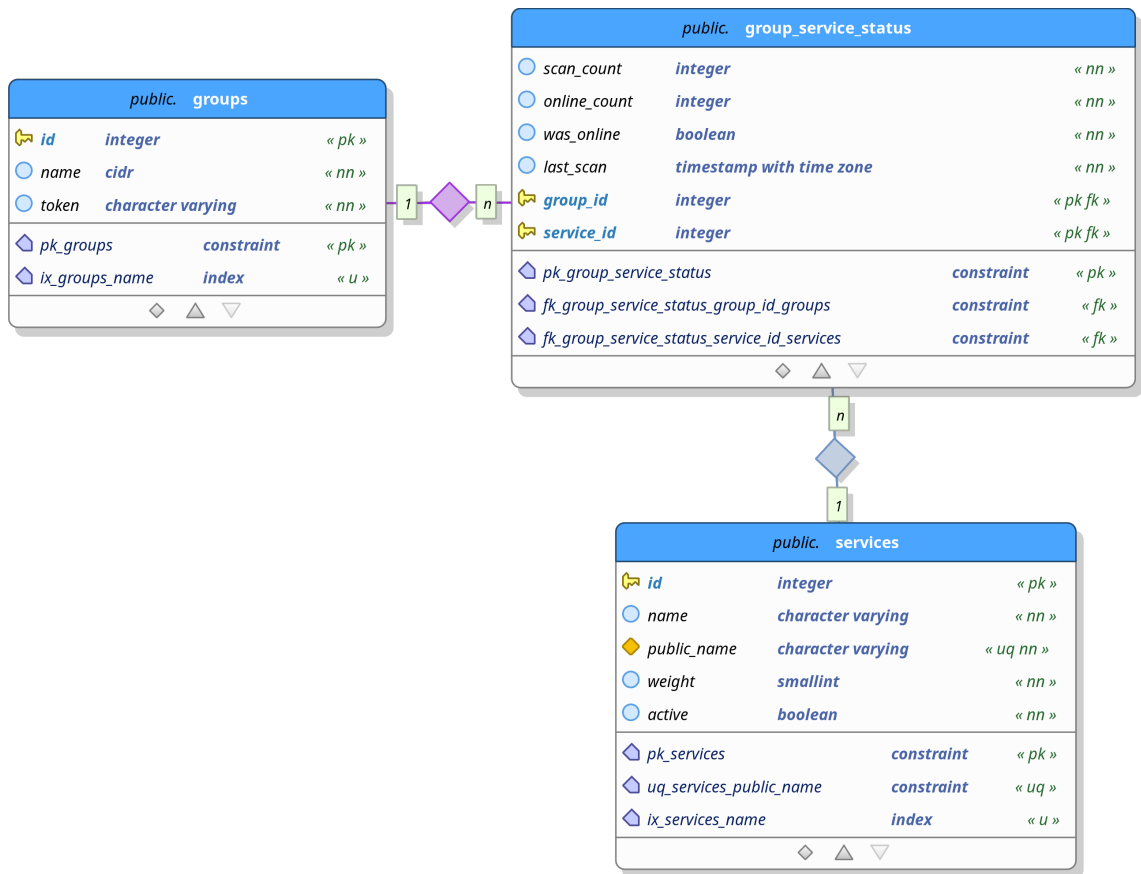 public. groups
id integer « pk »
name cidr « nn »
token character varying « nn »
pk_groups constraint « pk »
ix_groups_name index « u »
1
n
public. group_service_status
scan_count integer « nn »
online_count integer « nn »
was_online boolean « nn »
last_scan timestamp with time zone « nn »
group_id integer « pk fk »
service_id integer « pk fk »
pk_group_service_status constraint « pk »
fk_group_service_status_group_id_groups constraint « fk »
fk_group_service_status_service_id_services constraint « fk »
n
1
public. services
id integer « pk »
name character varying « nn »
public_name character varying « uq nn »
weight smallint « nn »
active boolean « nn »
pk_services constraint « pk »
uq_services_public_name constraint « uq »
ix_services_name index « u »